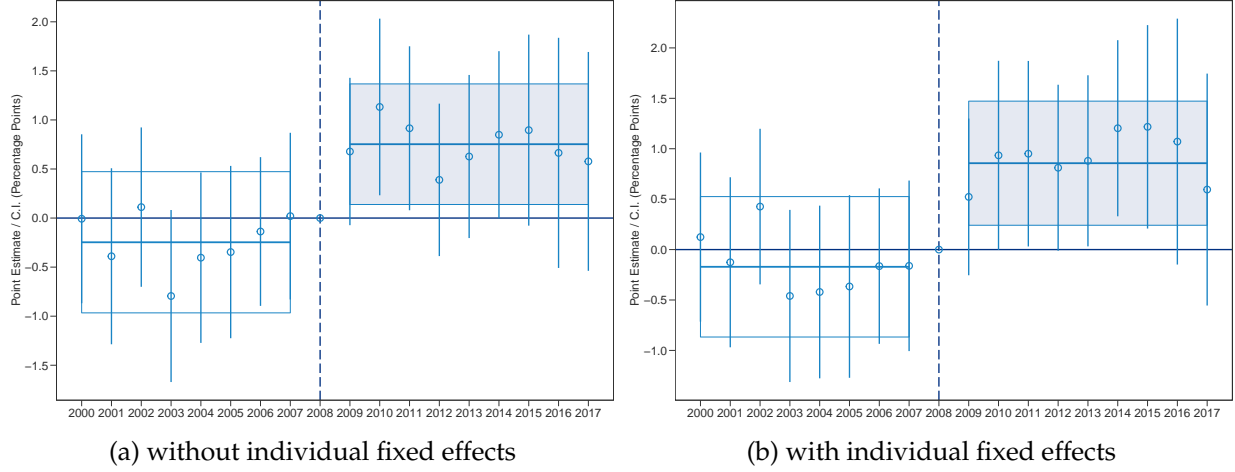 Point Estimate / C.I. (Percentage Points)
2.0
1.5
1.0
0.5
0.0
−0.5
−1.0
−1.5
2000 2001 2002 2003 2004 2005 2006 2007 2008 2009 2010 2011 2012 2013 2014 2015 2016 2017
(a) without individual fixed effects
Point Estimate / C.I. (Percentage Points)
2.0
1.5
1.0
0.5
0.0
−0.5
−1.0
2000 2001 2002 2003 2004 2005 2006 2007 2008 2009 2010 2011 2012 2013 2014 2015 2016 2017
(b) with individual fixed effects